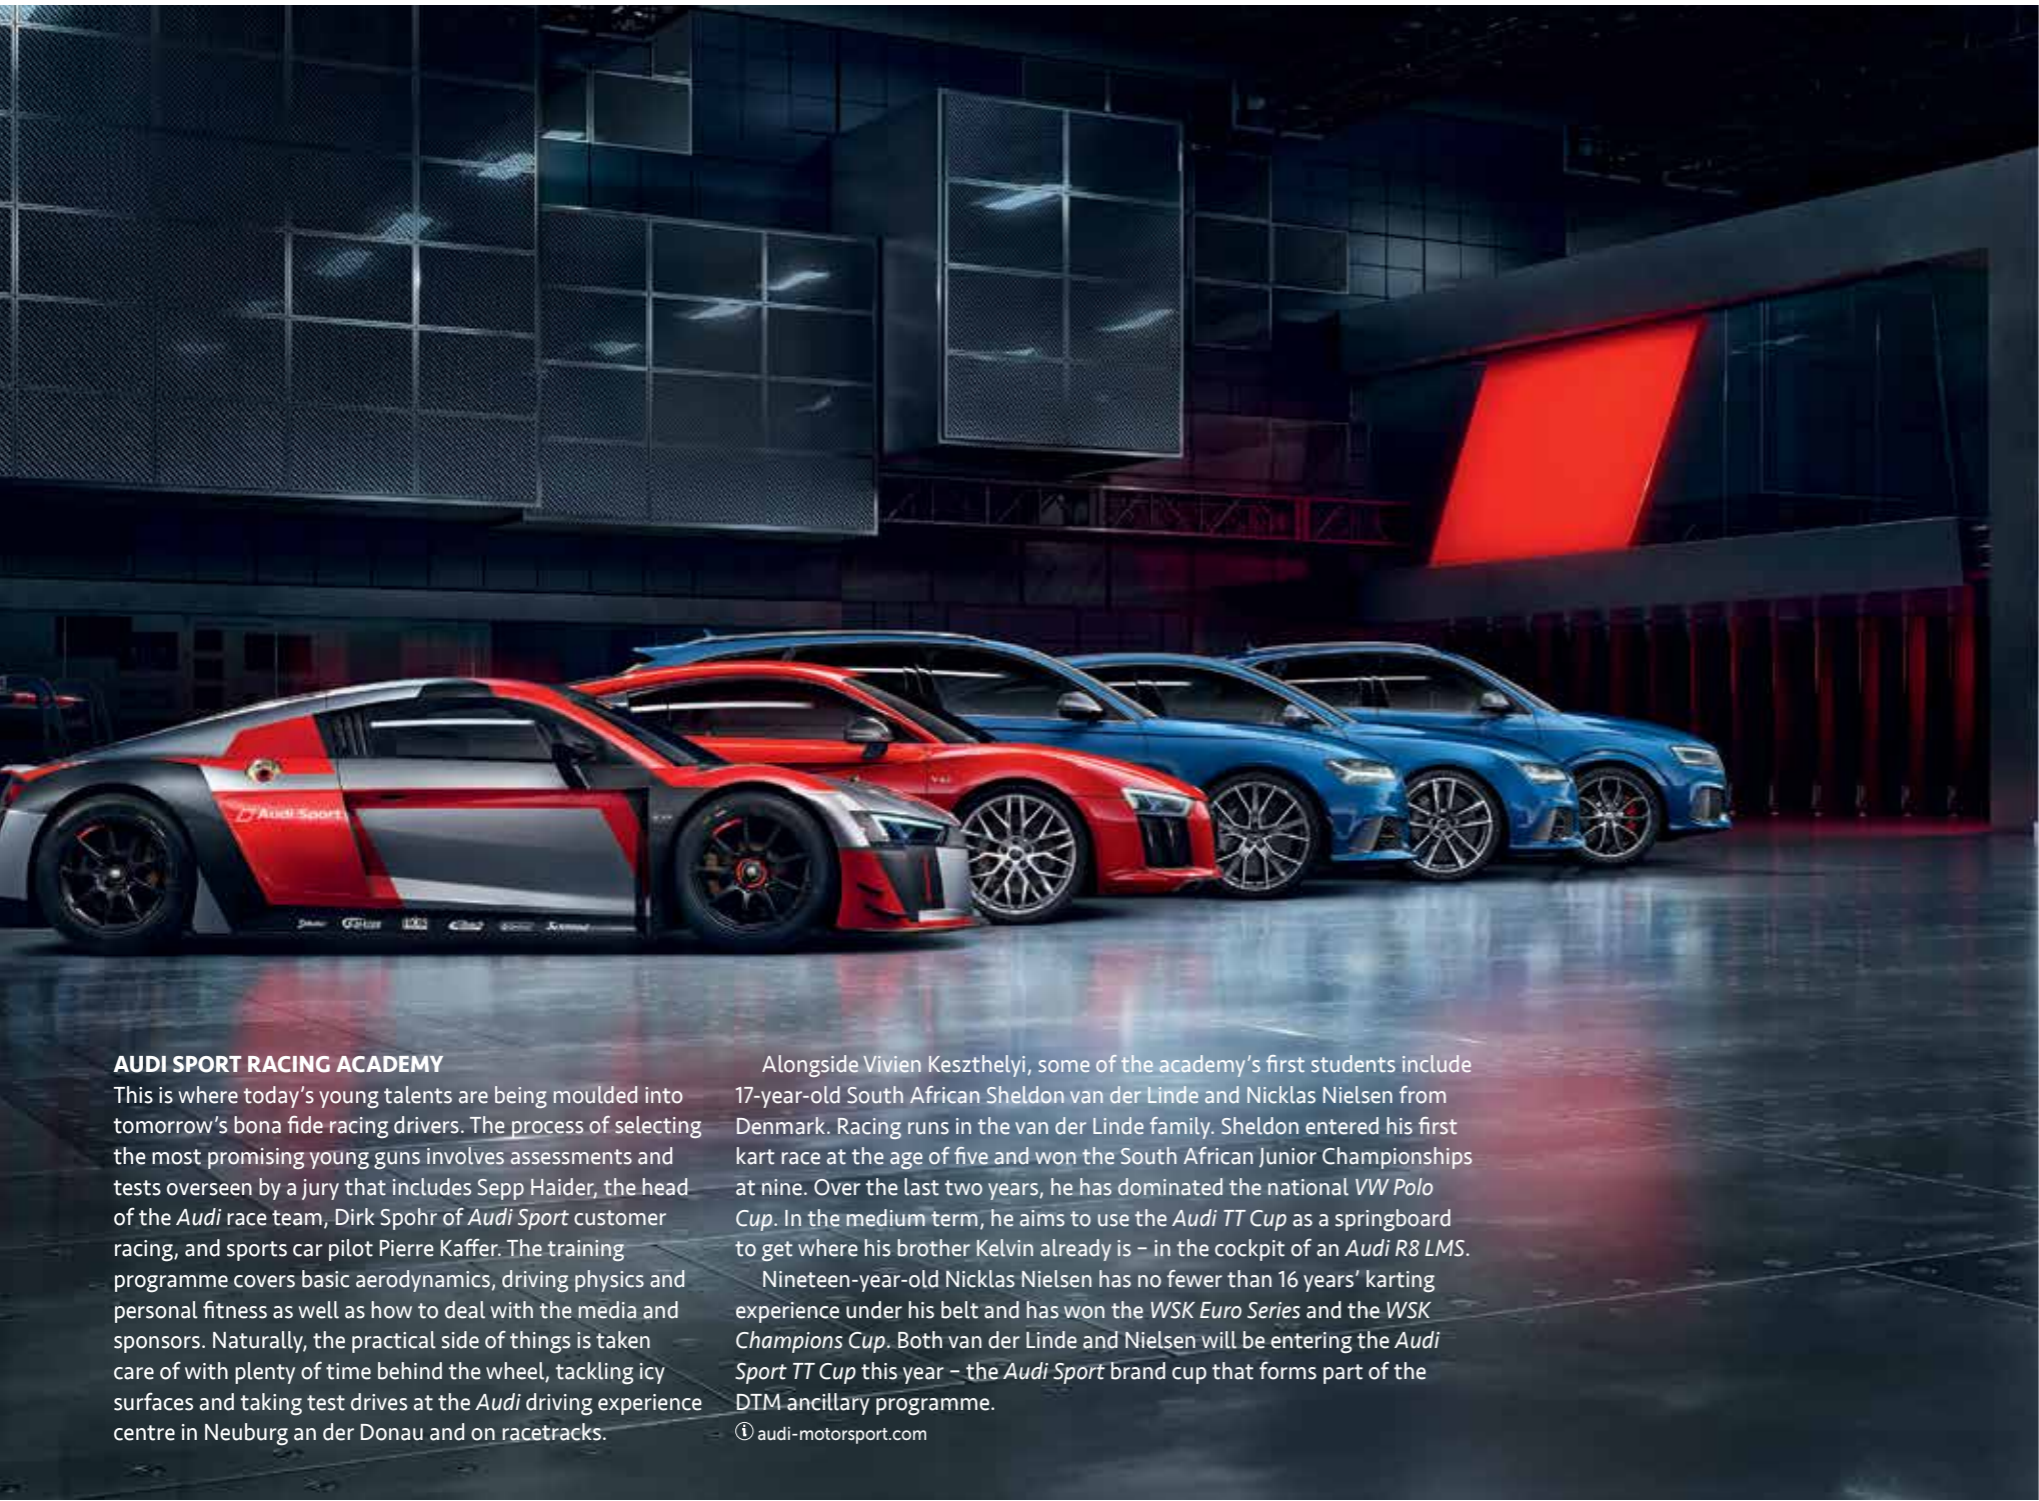 Audi Sport
AUDI SPORT RACING ACADEMY
This is where today's young talents are being moulded into
tomorrow's bona fide racing drivers. The process of selecting
the most promising young guns involves assessments and
tests overseen by a jury that includes Sepp Haider, the head
of the Audi race team, Dirk Spohr of Audi Sport customer
racing, and sports car pilot Pierre Kaffer. The training
programme covers basic aerodynamics, driving physics and
personal fitness as well as how to deal with the media and
sponsors. Naturally, the practical side of things is taken
care of with plenty of time behind the wheel, tackling icy
surfaces and taking test drives at the Audi driving experience
centre in Neuburg an der Donau and on racetracks.
Alongside Vivien Keszthelyi, some of the academy's first students include
17-year-old South African Sheldon van der Linde and Nicklas Nielsen from
Denmark. Racing runs in the van der Linde family. Sheldon entered his first
kart race at the age of five and won the South African Junior Championships
at nine. Over the last two years, he has dominated the national VW Polo
Cup. In the medium term, he aims to use the Audi TT Cup as a springboard
to get where his brother Kelvin already is – in the cockpit of an Audi R8 LMS.
Nineteen-year-old Nicklas Nielsen has no fewer than 16 years' karting
experience under his belt and has won the WSK Euro Series and the WSK
Champions Cup. Both van der Linde and Nielsen will be entering the Audi
Sport TT Cup this year – the Audi Sport brand cup that forms part of the
DTM ancillary programme.
ⓘ audi-motorsport.com